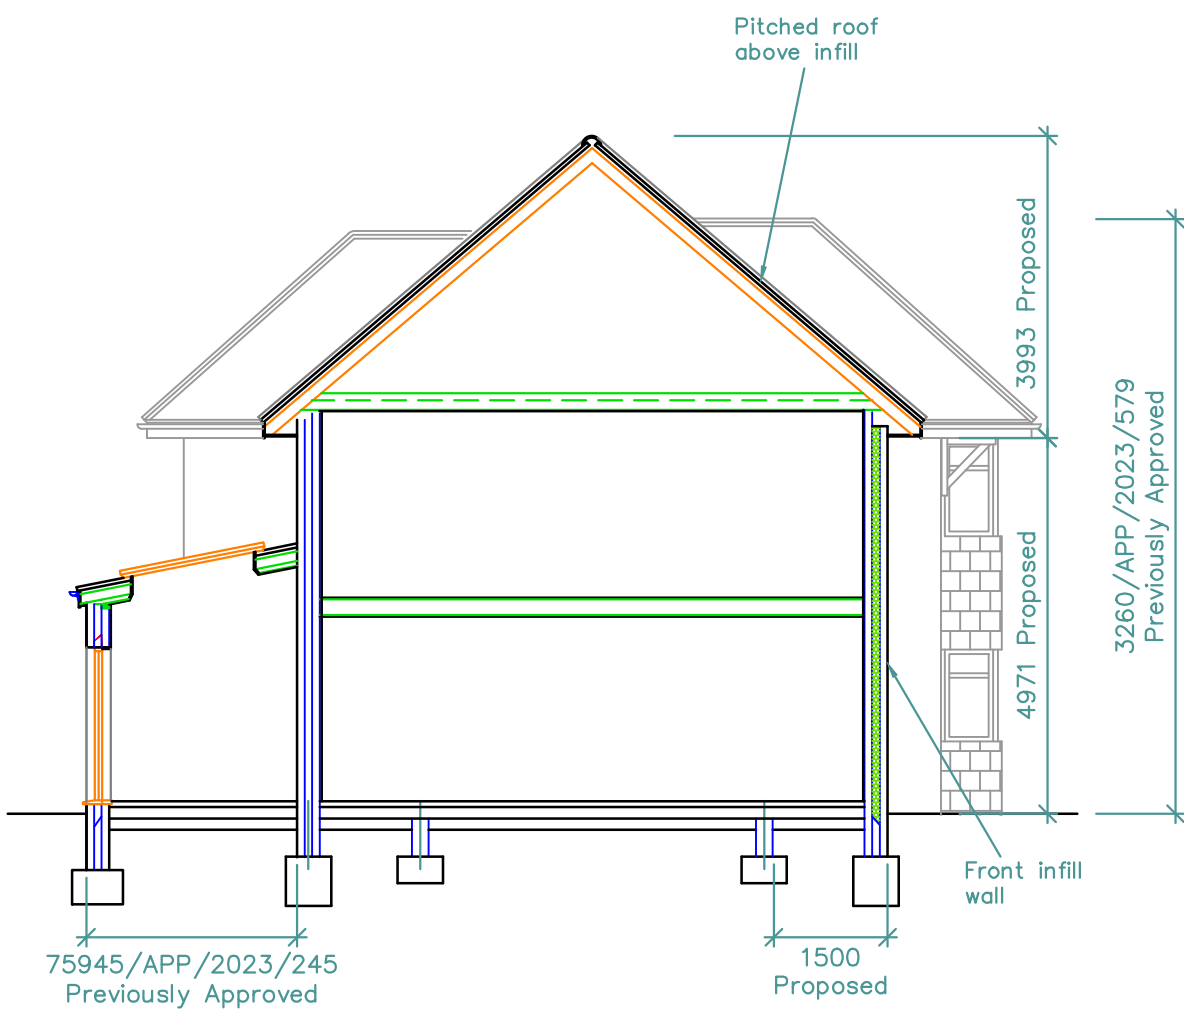 Pitched roof
above infill
3993 Proposed
3260/APP/2023/579
Previously Approved
4971 Proposed
Front infill
wall
75945/APP/2023/245
Previously Approved
1500
Proposed